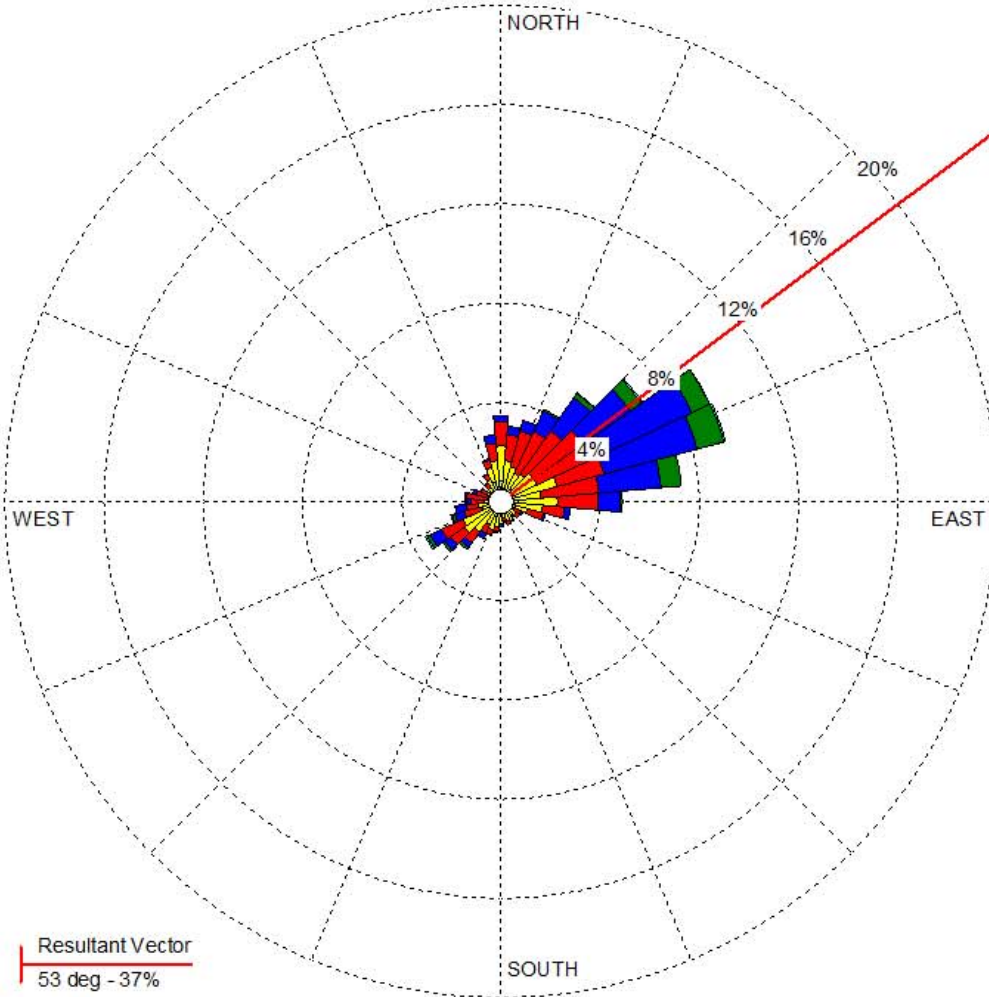 NORTH
20%
16%
12%
8%
4%
WEST
EAST
Resultant Vector
53 deg - 37%
SOUTH